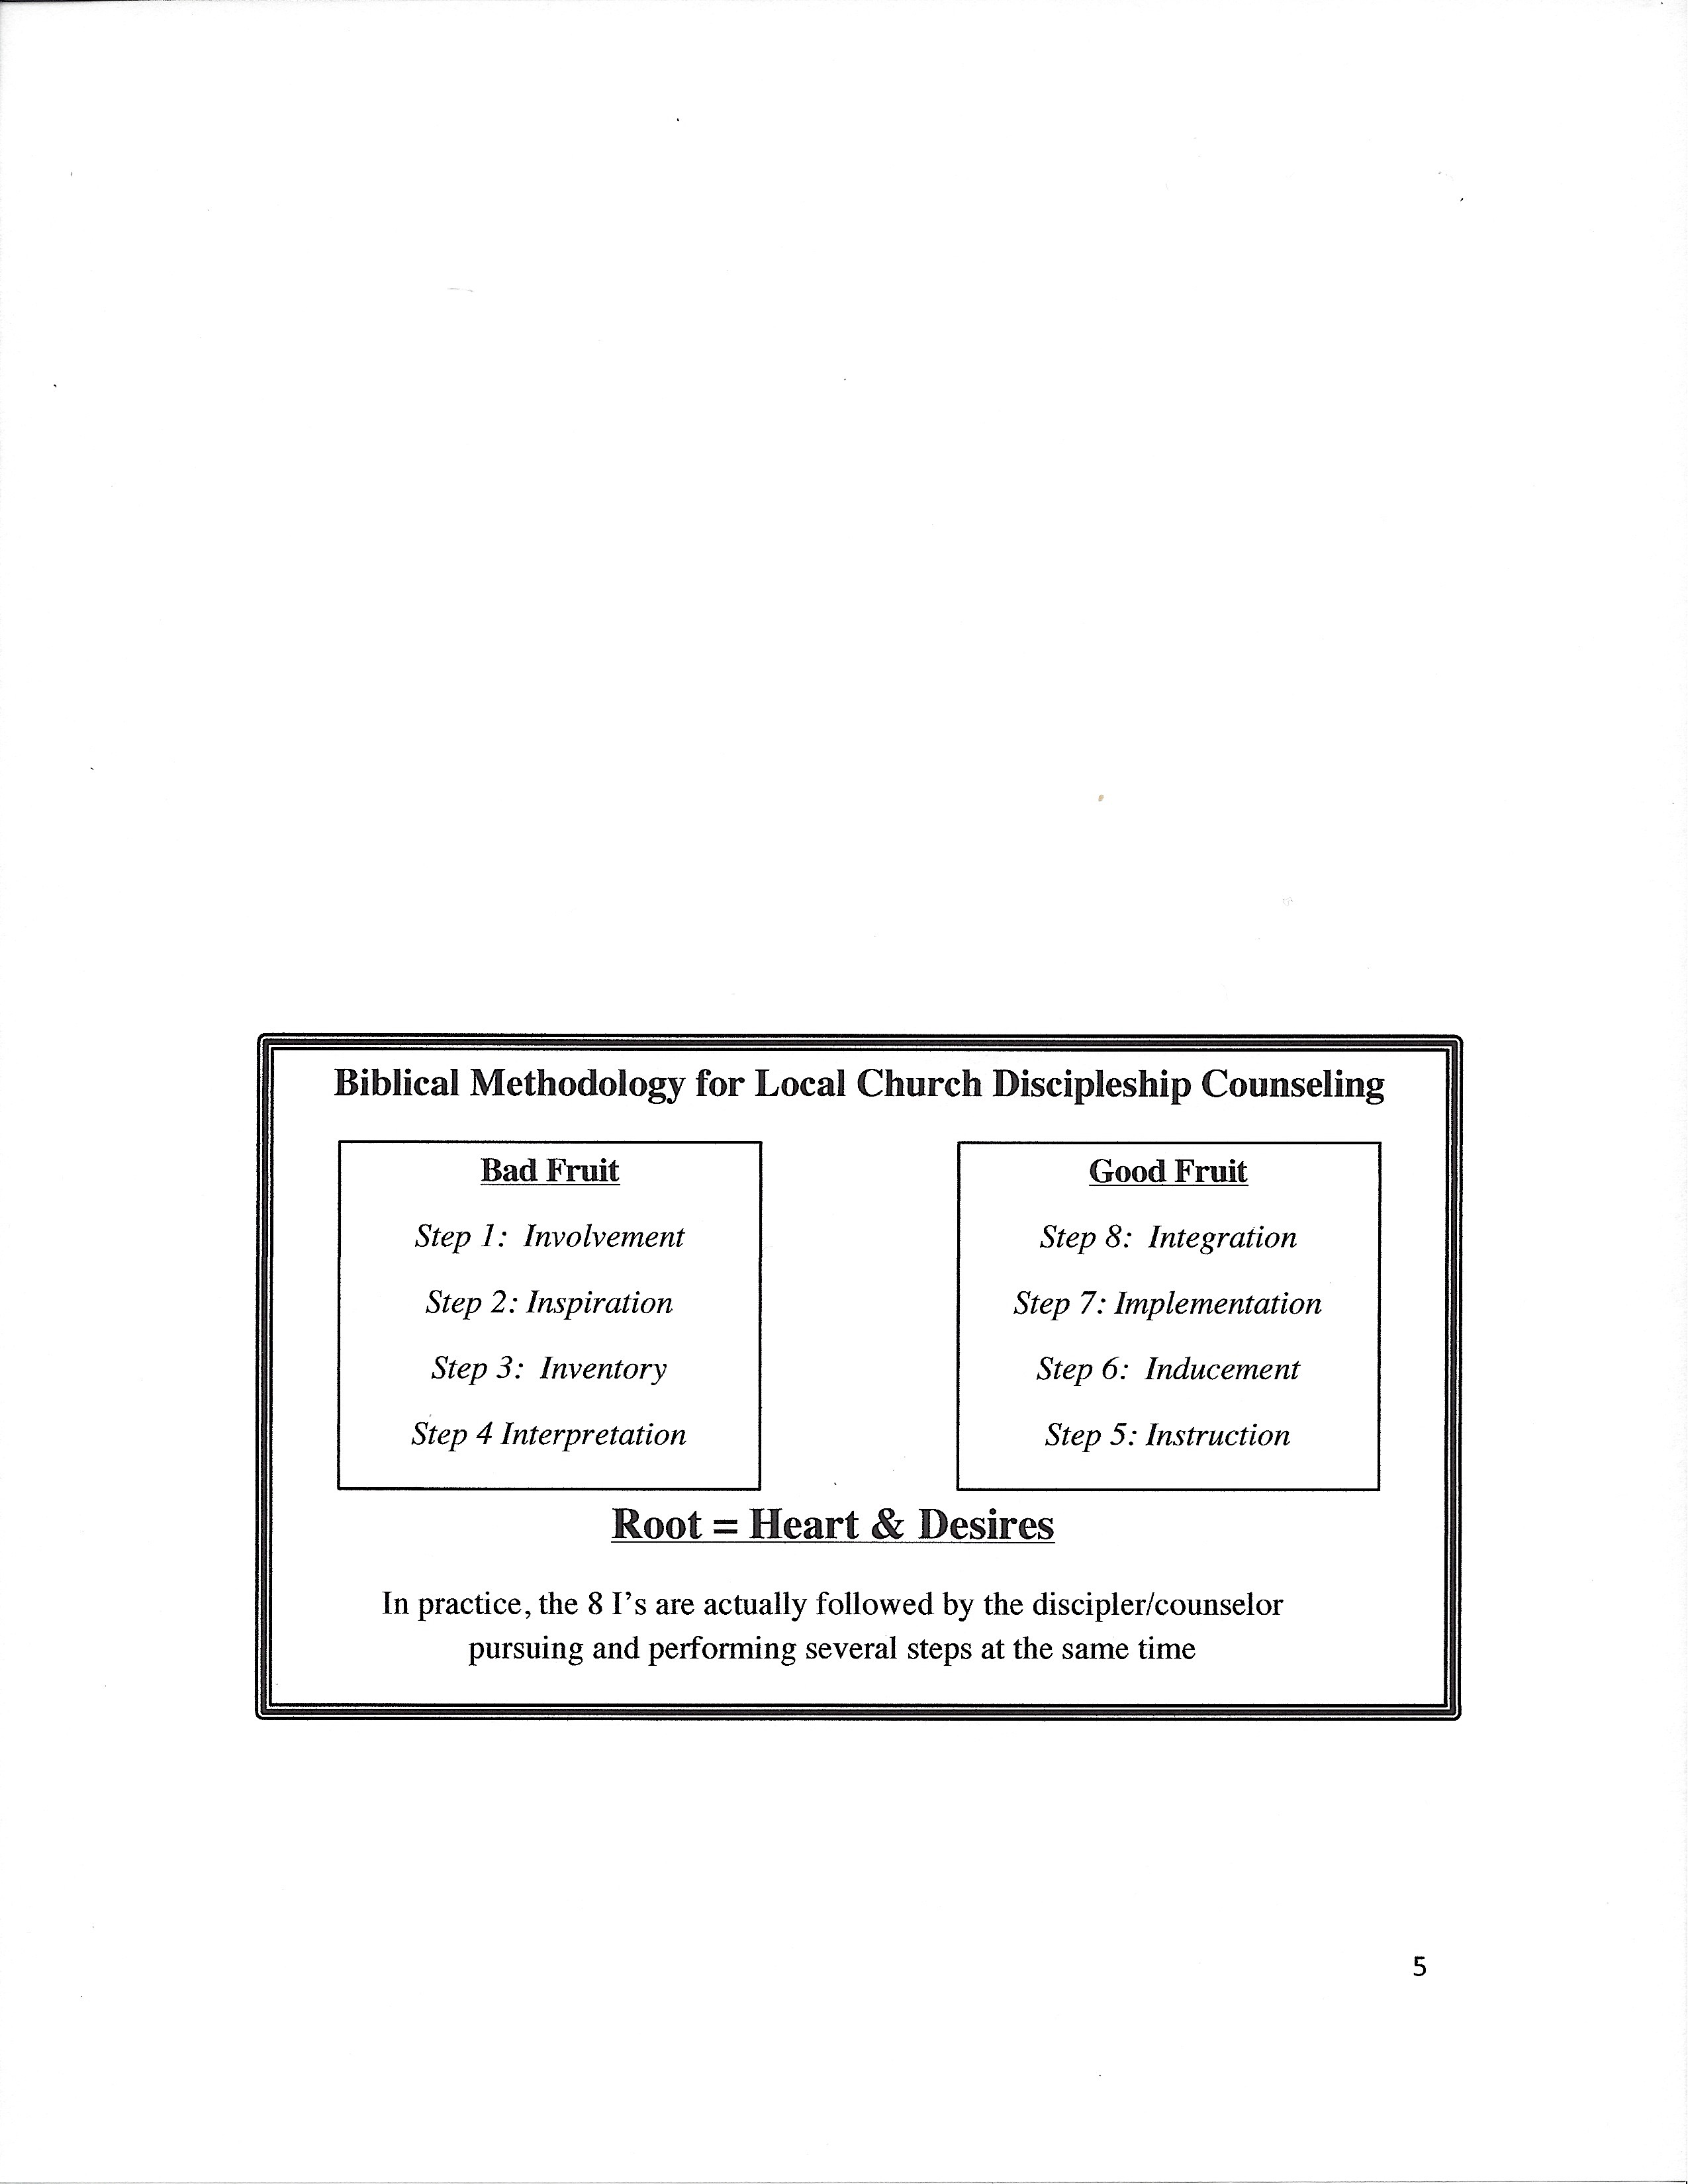 Biblical Methodology for Local Church Discipleship Counseling
Bad Fruit
Step 1:  Involvement
Step 2: Inspiration
Step 3:  Inventory
Step 4 Interpretation
Good Fruit
Step 8:  Integration
Step 7: Implementation
Step 6:  Inducement
Step 5: Instruction
Root = Heart & Desires
In practice, the 8 I's are actually followed by the discipler/counselor
pursuing and performing several steps at the same time
5